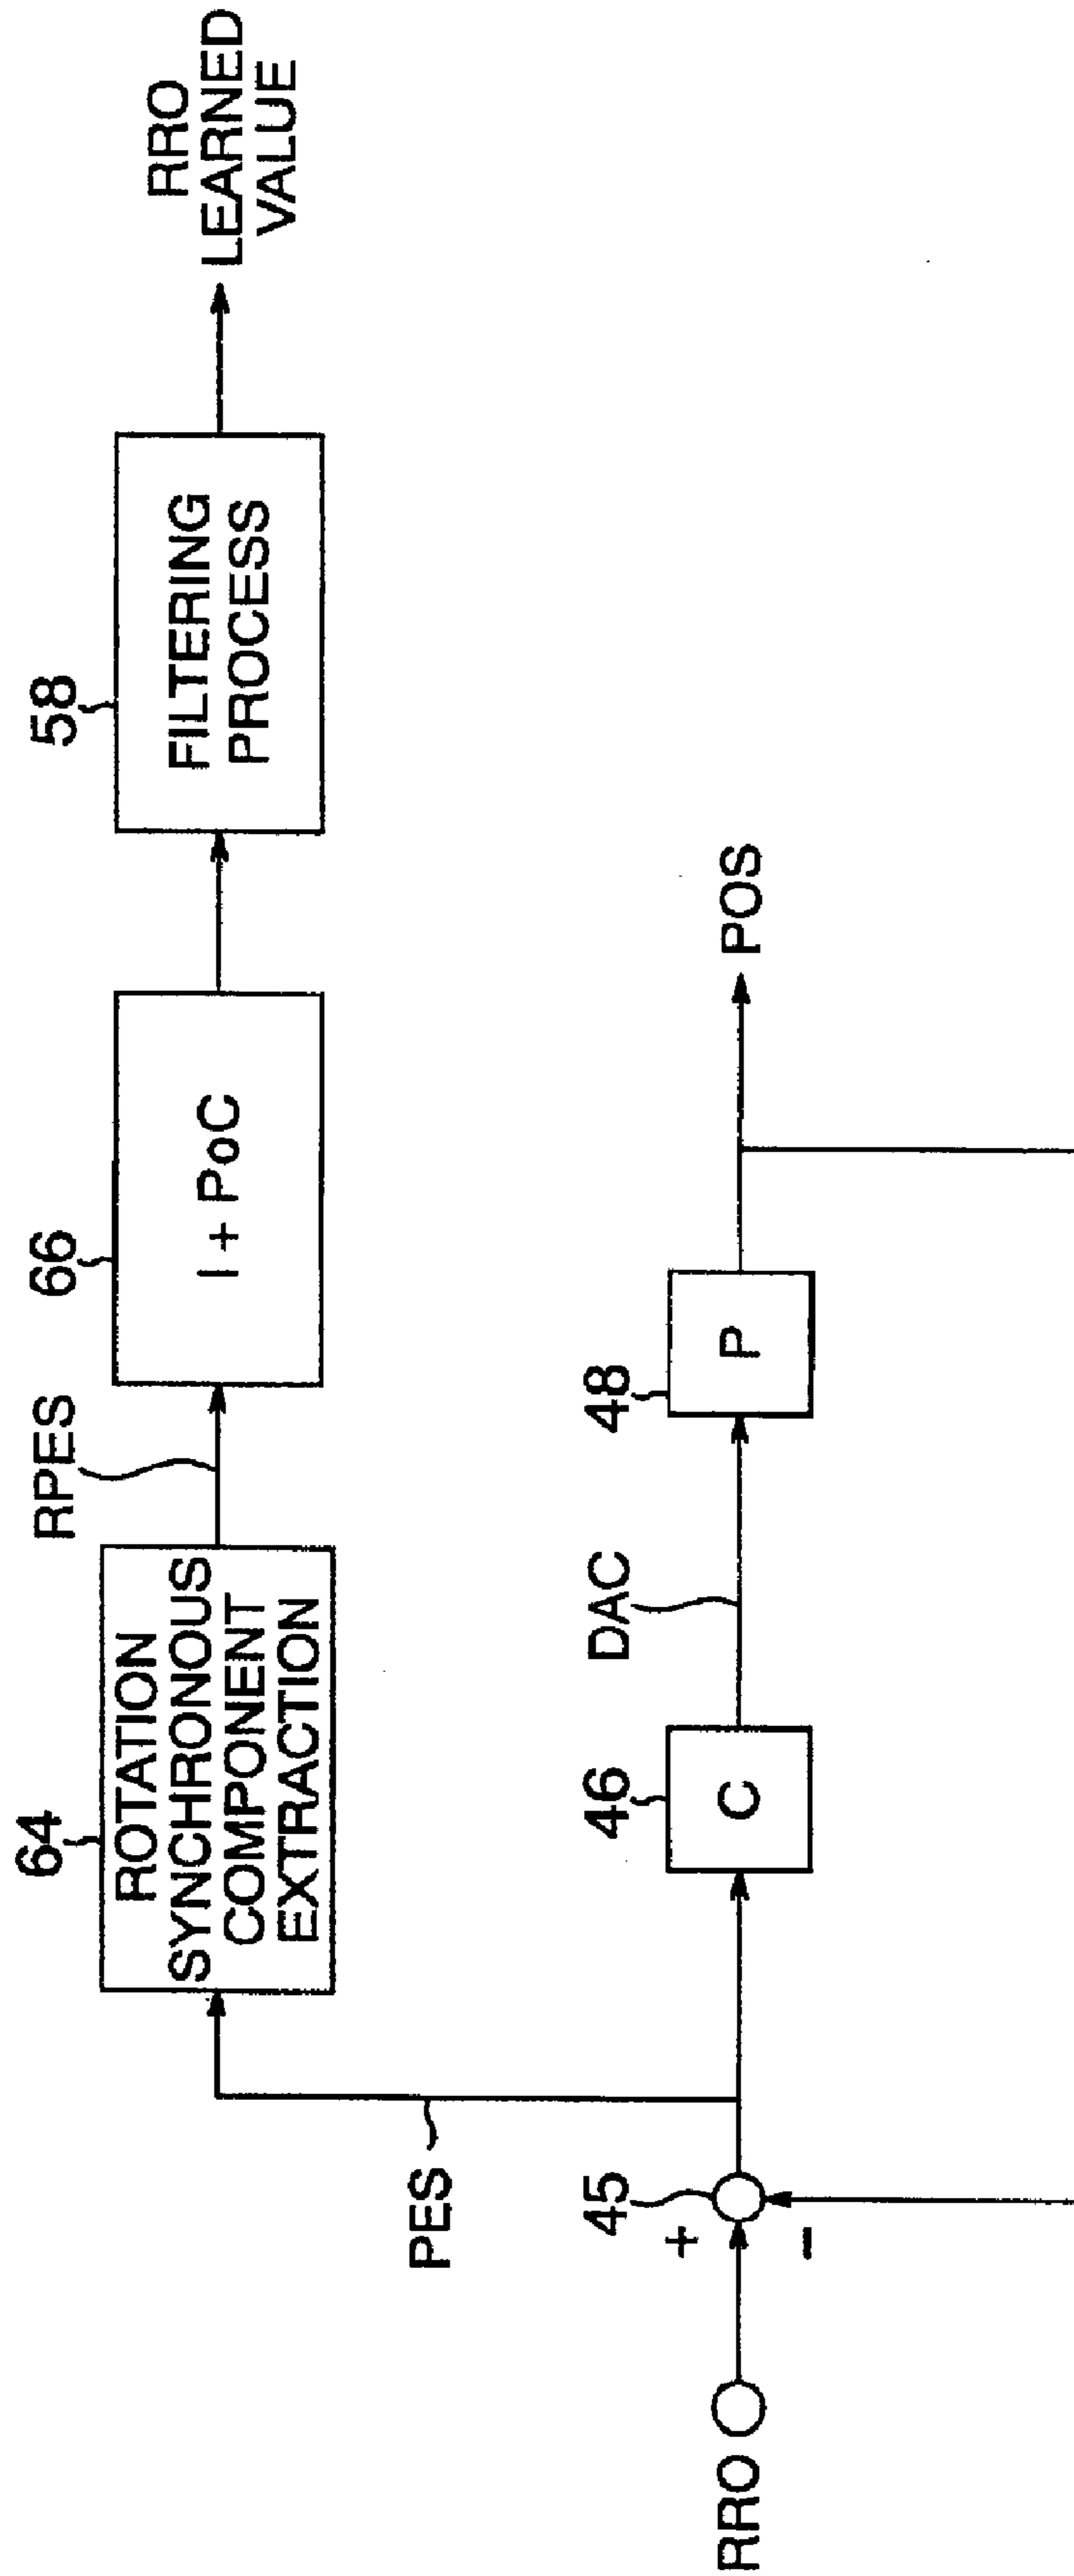 64
ROTATION
SYNCHRONOUS
COMPONENT
EXTRACTION
RPES
66
I + PoC
58
FILTERING
PROCESS
RRO
LEARNED
VALUE
PES
RRO
+
−
45
46
C
DAC
48
P
POS